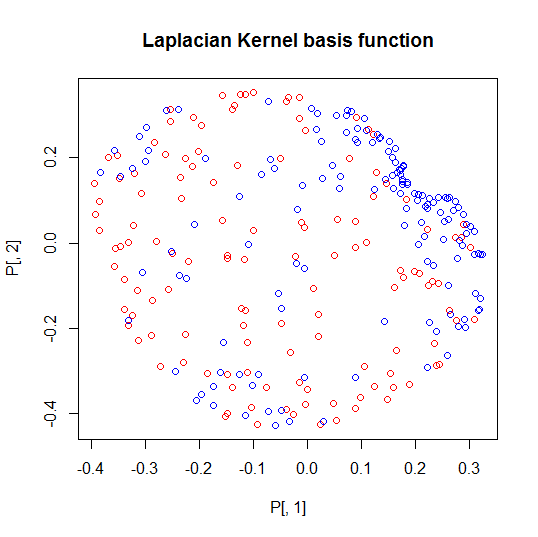 Laplacian Kernel basis function
P[, 2]
0.2
0.0
-0.2
-0.4
-0.4 -0.3 -0.2 -0.1 0.0 0.1 0.2 0.3
P[, 1]